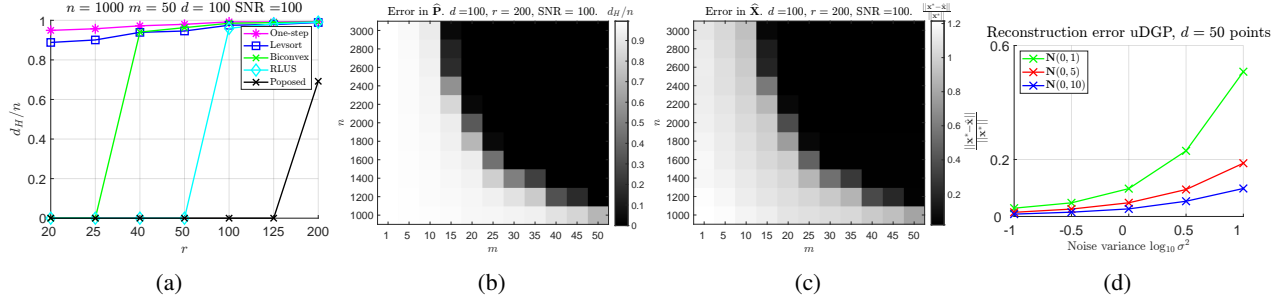 n = 1000 m = 50 d = 100 SNR =100
One-step
Levsort
Biconvex
RLUS
Poposed
1
0.8
0.6
0.4
0.2
0
d_H/n
20 25 40 50 100 125 200
r
(a)
Error in P̂. d =100, r = 200, SNR = 100. d_H/n
3000
2800
2600
2400
2200
2000
1800
1600
1400
1200
1000
n
1 5 10 15 20 25 30 35 40 45 50
m
0.9
0.8
0.7
0.6
0.5
0.4
0.3
0.2
0.1
0
(b)
Error in X̂. d =100, r = 200, SNR =100.
||x*−x̂||/||x*||
3000
2800
2600
2400
2200
2000
1800
1600
1400
1200
1000
n
1 5 10 15 20 25 30 35 40 45 50
m
1.2
1
0.8
0.6
0.4
0.2
(c)
Reconstruction error uDGP, d = 50 points
N(0, 1)
N(0, 5)
N(0, 10)
||x*−x̂||/||x*||
0.6
0.2
0
-1 -0.5 0 0.5 1
Noise variance log₁₀ σ²
(d)